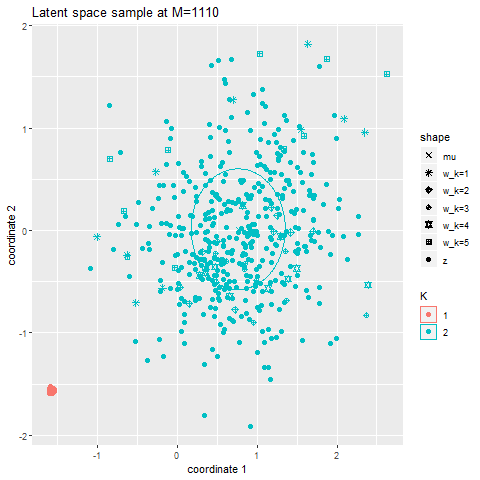 Latent space sample at M=1110
coordinate 2
2
1
0
-1
-2
-1
0
1
2
coordinate 1
shape
mu
w_k=1
w_k=2
w_k=3
w_k=4
w_k=5
z
K
1
2